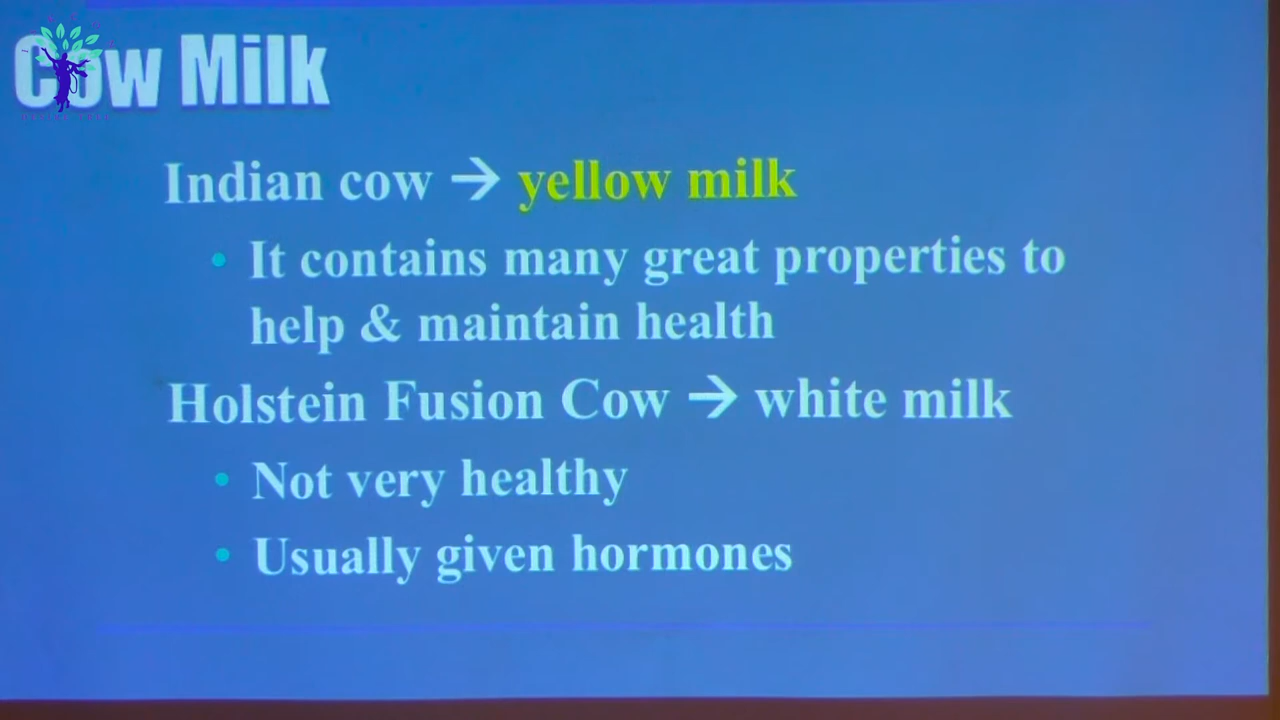 Cow Milk
Indian cow → yellow milk
• It contains many great properties to
help & maintain health
Holstein Fusion Cow → white milk
• Not very healthy
• Usually given hormones